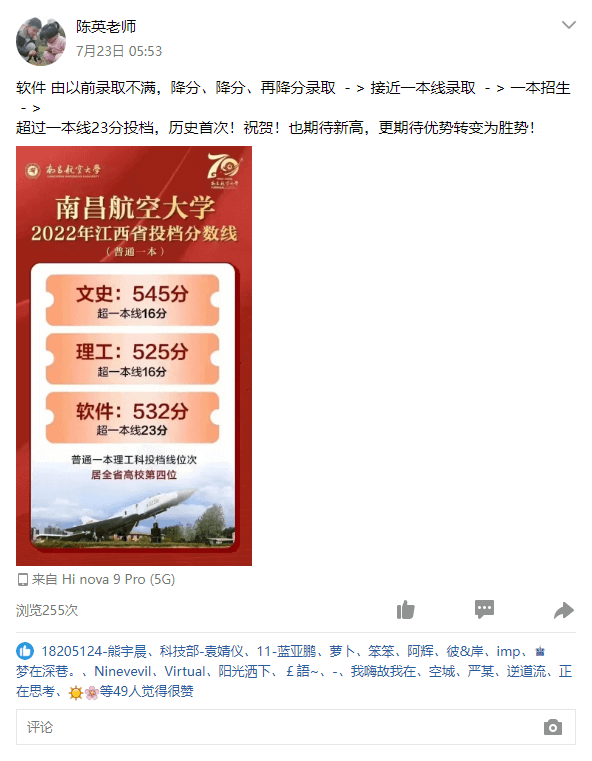 陈英老师
7月23日 05:53
软件 由以前录取不满，降分、降分、再降分录取 －> 接近一本线录取 －> 一本招生
－>
超过一本线23分投档，历史首次！祝贺！也期待新高，更期待优势转变为胜势！
南昌航空大学
70
南昌航空大学
2022年江西省投档分数线
（普通一本）
文史：545分
超一本线16分
理工：525分
超一本线16分
软件：532分
超一本线23分
普通一本理工科投档线位次
居全省高校第四位
来自 Hi nova 9 Pro (5G)
浏览255次
18205124-熊宇晨、科技部-袁婧仪、11-蓝亚鹏、萝卜、笨笨、阿辉、彼&岸、imp、
梦在深巷。、Ninevevil、Virtual、阳光洒下、￡語~、-、我嗨故我在、空城、严某、逆道流、正
在思考、等49人觉得很赞
评论